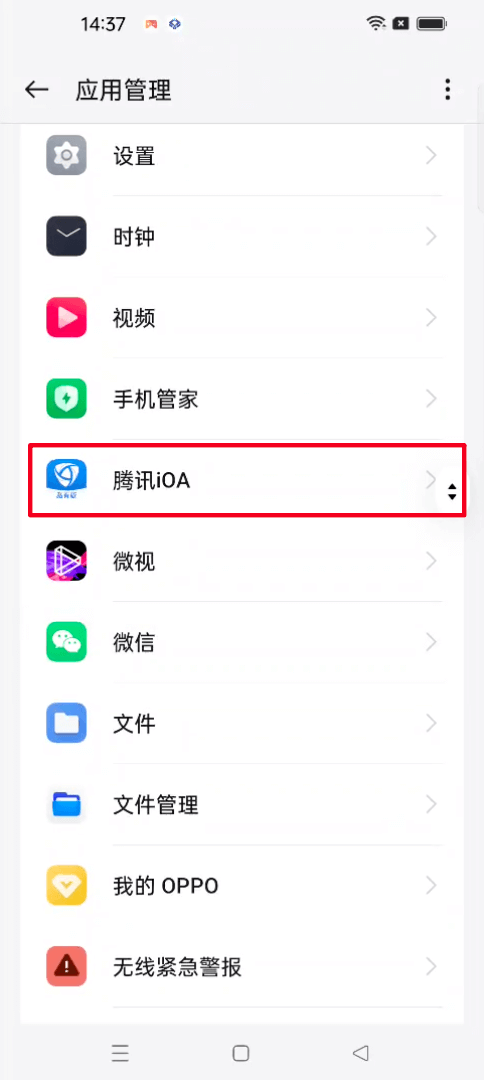 14:37
应用管理
设置
时钟
视频
手机管家
腾讯iOA
微视
微信
文件
文件管理
我的 OPPO
无线紧急警报